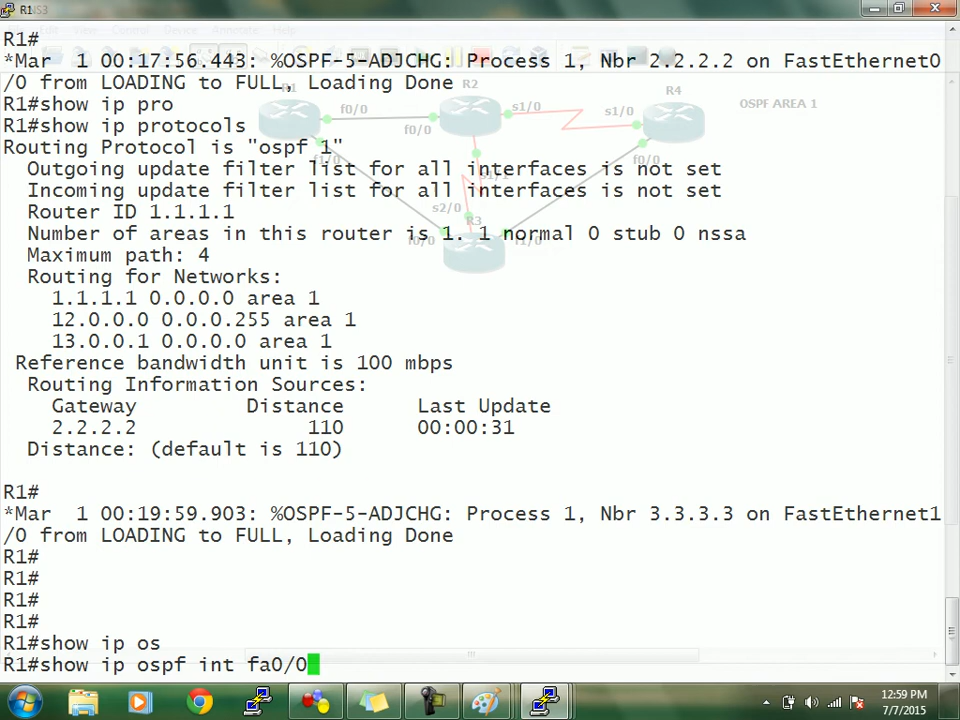 R1
R1#
*Mar  1 00:17:56.443: %OSPF-5-ADJCHG: Process 1, Nbr 2.2.2.2 on FastEthernet0
/0 from LOADING to FULL, Loading Done
R1#show ip pro
R1#show ip protocols
Routing Protocol is "ospf 1"
  Outgoing update filter list for all interfaces is not set
  Incoming update filter list for all interfaces is not set
  Router ID 1.1.1.1
  Number of areas in this router is 1. 1 normal 0 stub 0 nssa
  Maximum path: 4
  Routing for Networks:
    1.1.1.1 0.0.0.0 area 1
    12.0.0.0 0.0.0.255 area 1
    13.0.0.1 0.0.0.0 area 1
 Reference bandwidth unit is 100 mbps
  Routing Information Sources:
    Gateway         Distance      Last Update
    2.2.2.2              110      00:00:31
  Distance: (default is 110)
R1#
*Mar  1 00:19:59.903: %OSPF-5-ADJCHG: Process 1, Nbr 3.3.3.3 on FastEthernet1
/0 from LOADING to FULL, Loading Done
R1#
R1#
R1#
R1#
R1#show ip os
R1#show ip ospf int fa0/0
R1
f0/0
R2
f0/0
s1/0
s1/0
R4
OSPF AREA 1
f0/0
s2/0
R3
f0/0
f1/0
12:59 PM
7/7/2015